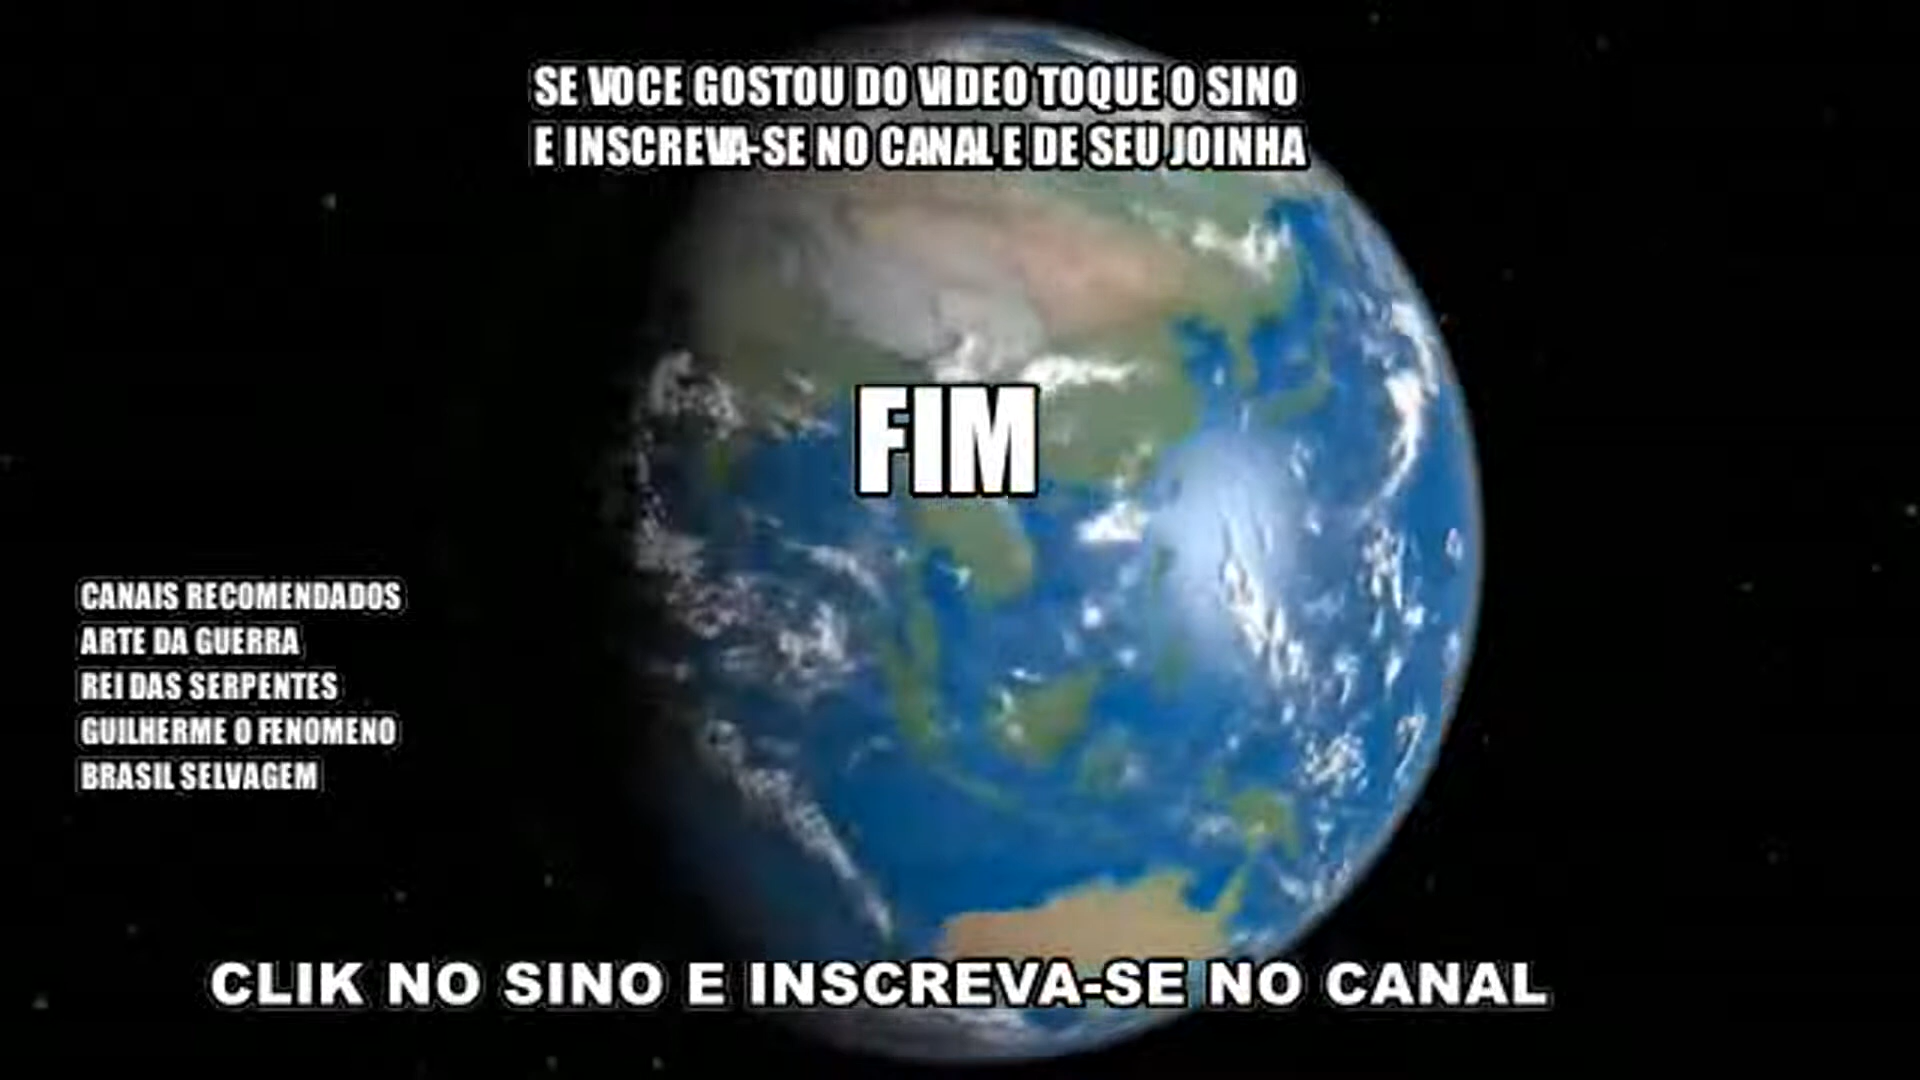 SE VOCE GOSTOU DO VIDEO TOQUE O SINO
E INSCREVA-SE NO CANAL E DE SEU JOINHA
FIM
CANAIS RECOMENDADOS
ARTE DA GUERRA
REI DAS SERPENTES
GUILHERME O FENOMENO
BRASIL SELVAGEM
CLIK NO SINO E INSCREVA-SE NO CANAL